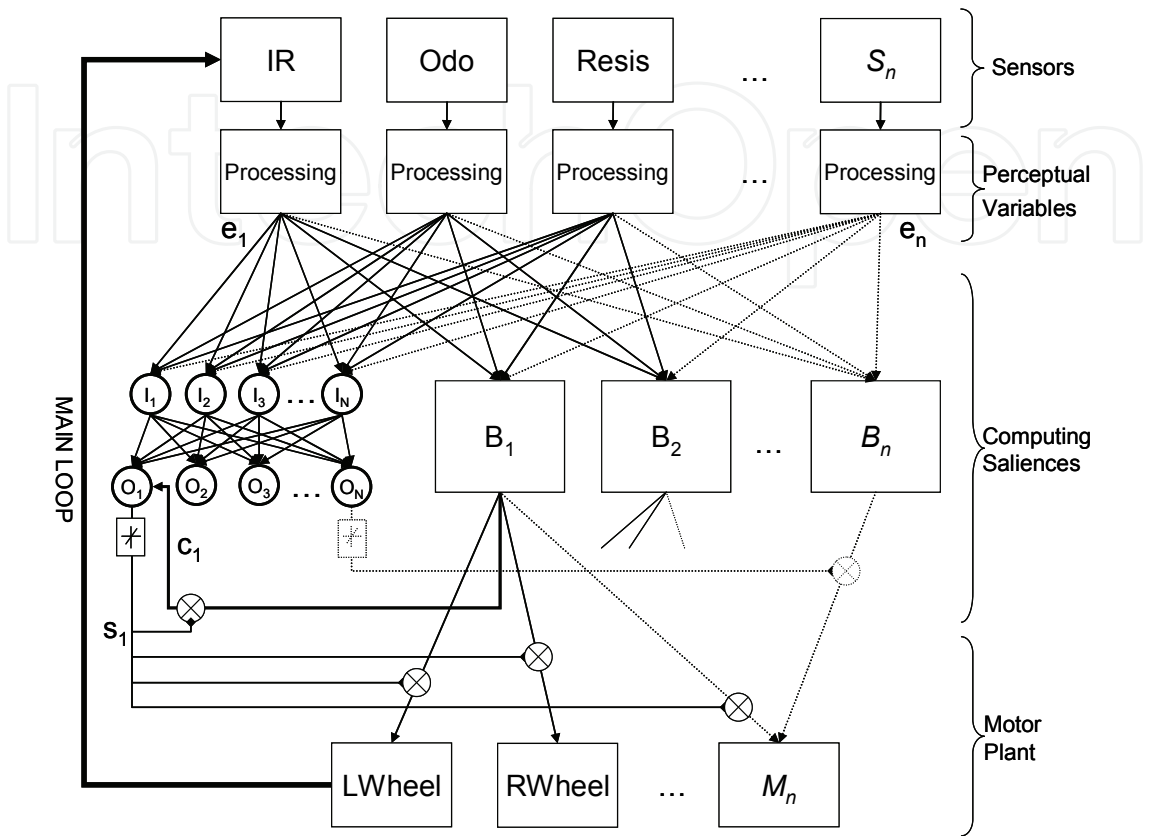 IR
Odo
Resis
...
Sn
Sensors
Processing
Processing
Processing
...
Processing
Perceptual
Variables
e1
en
IntechOpen
I1
I2
I3
...
IN
B1
B2
...
Bn
Computing
Saliences
O1
O2
O3
...
ON
MAIN LOOP
c1
s1
Motor
Plant
LWheel
RWheel
...
Mn